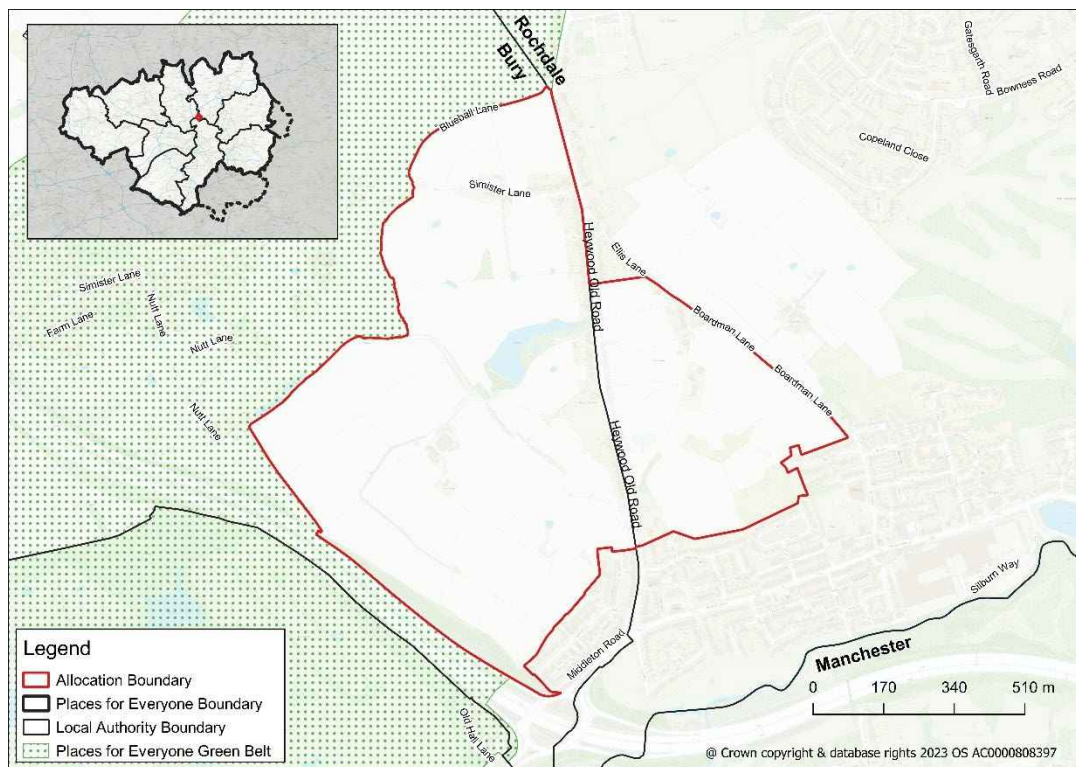 Rochdale
Bury
Gatesgarth Road
Bowness Road
Copeland Close
Blueball Lane
Simister Lane
Heywood Old Road
Ellis Lane
Boardman Lane
Boardman Lane
Simister Lane
Nutt Lane
Farm Lane
Nutt Lane
Nutt Lane
Heywood Old Road
Silburn Way
Middleton Road
Manchester
Old Hall Lane
Legend
Allocation Boundary
Places for Everyone Boundary
Local Authority Boundary
Places for Everyone Green Belt
0 170 340 510 m
@ Crown copyright & database rights 2023 OS AC0000808397